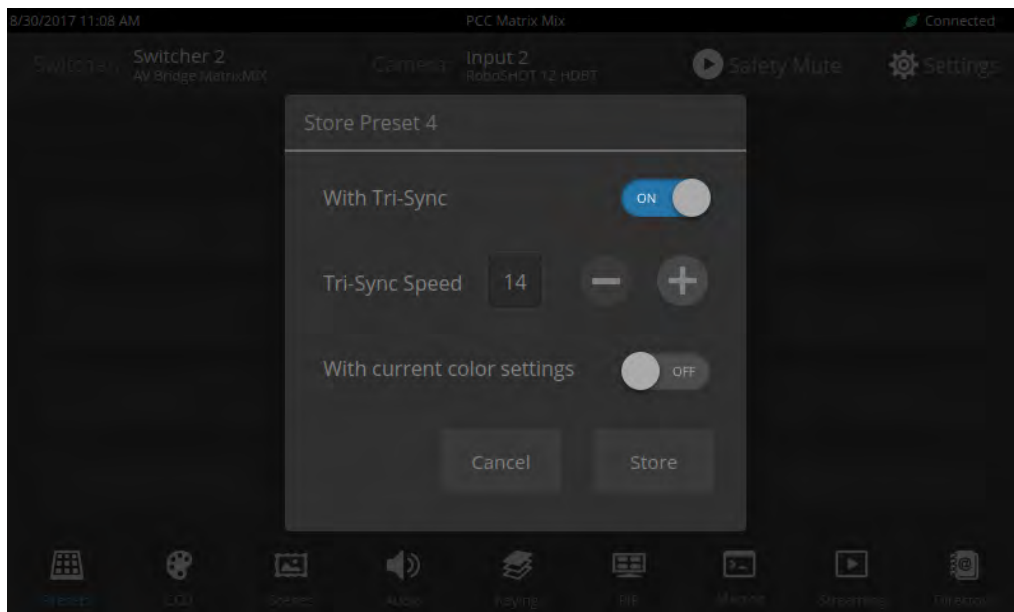 8/30/2017 11:08 AM PCC Matrix Mix Connected
Switcher: Switcher 2 Camera: Input 2 Safety Mute Settings
AV Bridge MatrixMIX RoboSHOT 12 HDBT
Store Preset 4
With Tri-Sync ON
Tri-Sync Speed 14
With current color settings OFF
Cancel Store
Presets CCU Scenes Audio Keying PIP Macros Streaming Director